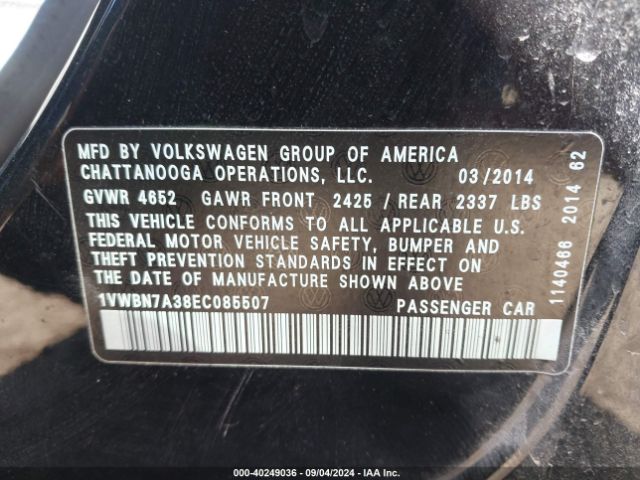 MFD BY VOLKSWAGEN GROUP OF AMERICA
CHATTANOOGA OPERATIONS, LLC. 03/2014
GVWR 4652 GAWR FRONT 2425 / REAR 2337 LBS
THIS VEHICLE CONFORMS TO ALL APPLICABLE U.S.
FEDERAL MOTOR VEHICLE SAFETY, BUMPER AND
THEFT PREVENTION STANDARDS IN EFFECT ON
THE DATE OF MANUFACTURE SHOWN ABOVE
1VWBN7A38EC085507 PASSENGER CAR
1140466 2014 62
000-40249036 - 09/04/2024 - IAA Inc.